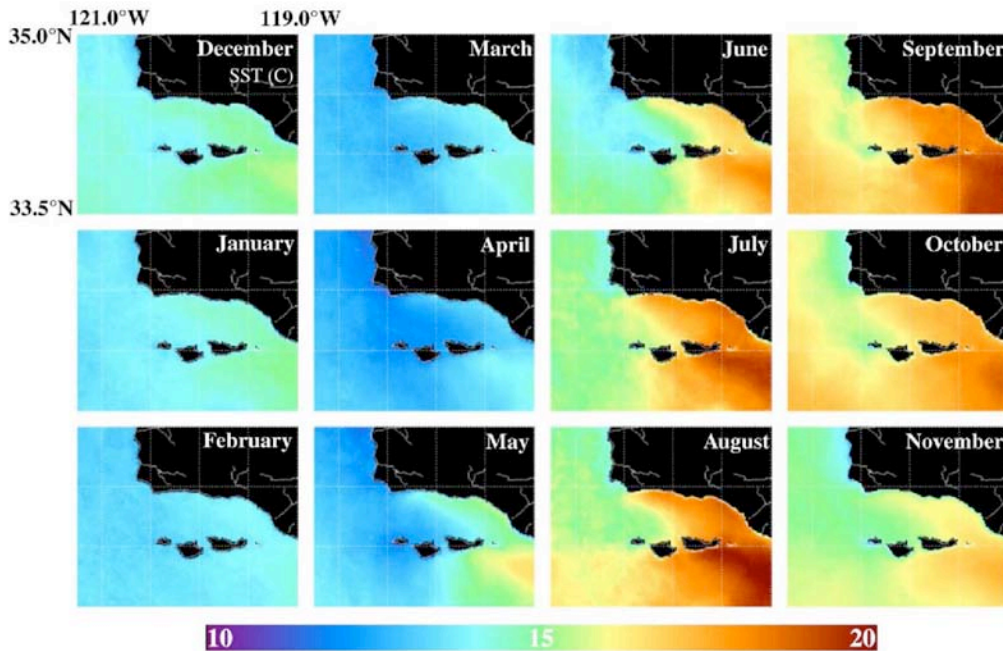 121.0°W 119.0°W
35.0°N
33.5°N
December March June September
SST (C)
January April July October
February May August November
10 15 20